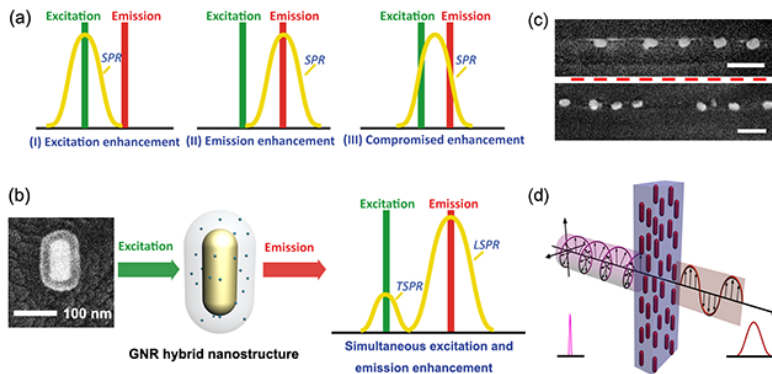 (a)
Excitation Emission
SPR
(I) Excitation enhancement
Excitation Emission
SPR
(II) Emission enhancement
Excitation Emission
SPR
(III) Compromised enhancement
(b)
100 nm
Excitation
GNR hybrid nanostructure
Emission
Excitation Emission
TSPR
LSPR
Simultaneous excitation and
emission enhancement
(c)
(d)